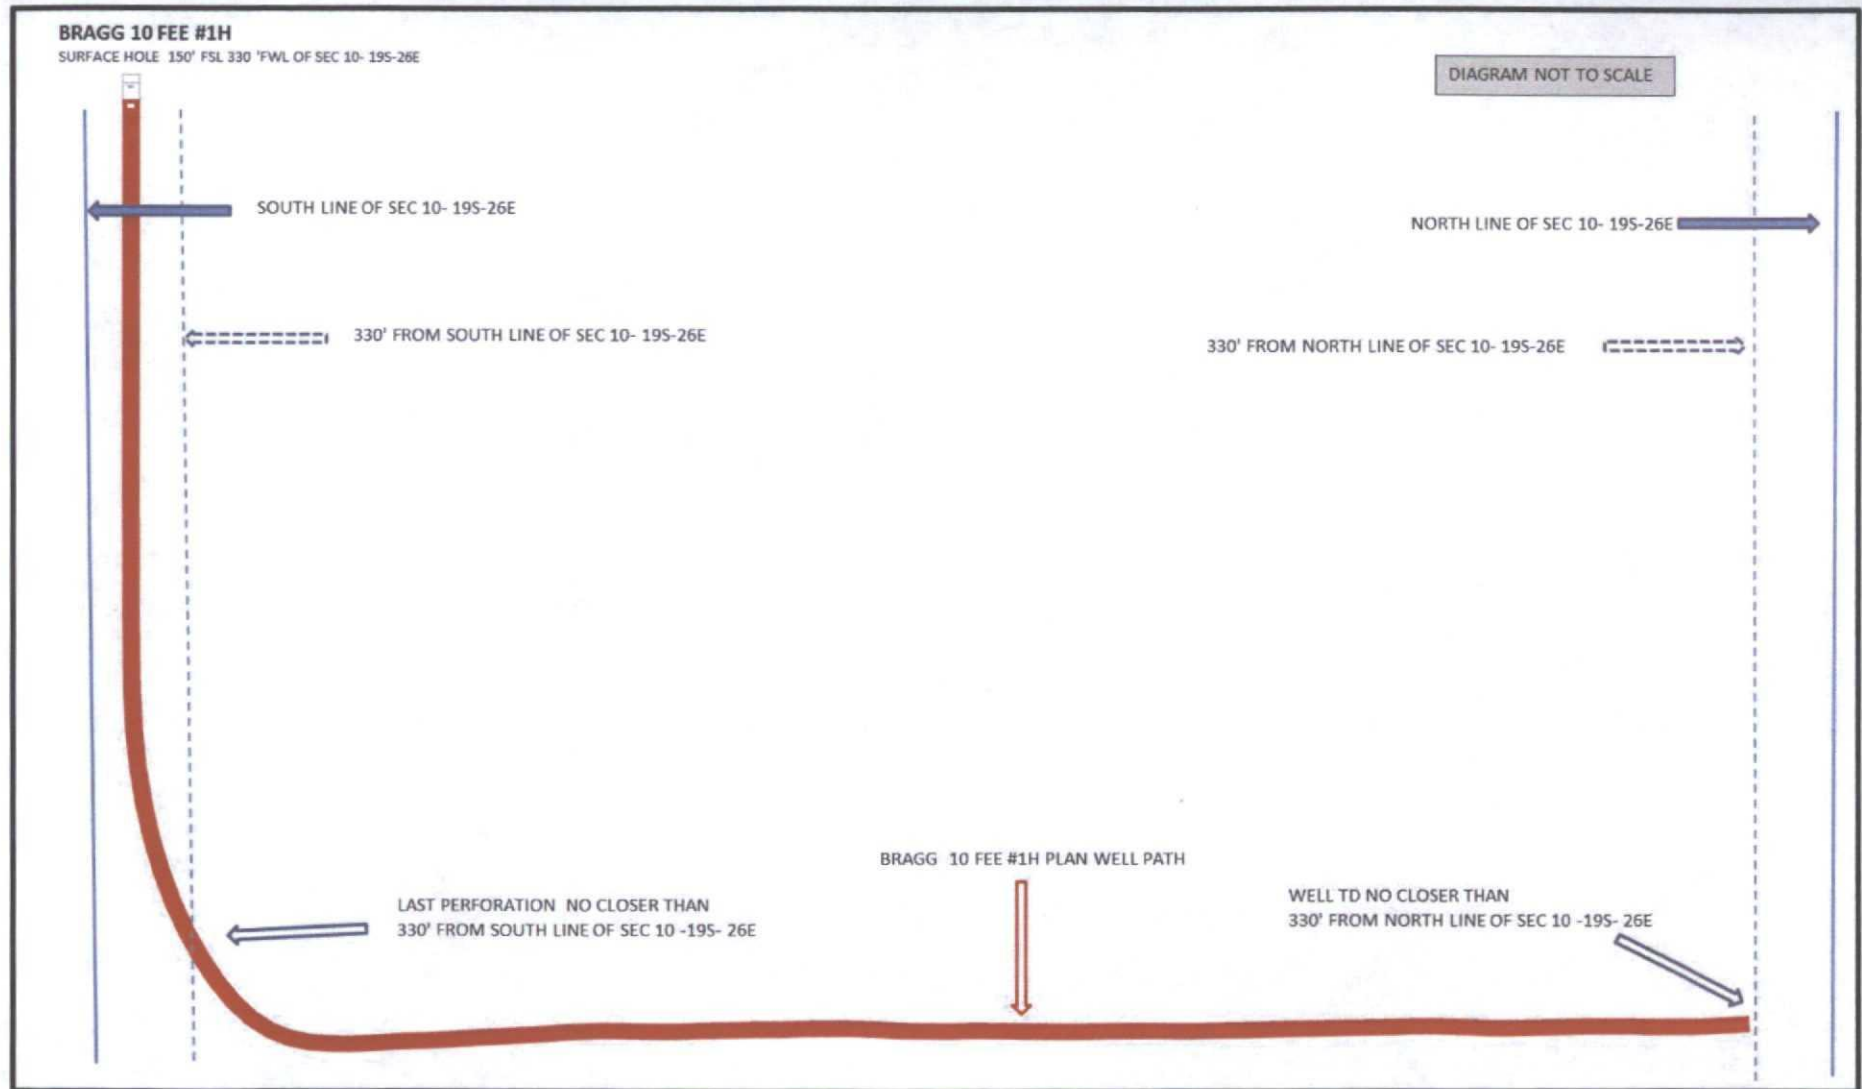 BRAGG 10 FEE #1H
SURFACE HOLE 150' FSL 330 'FWL OF SEC 10- 19S-26E
DIAGRAM NOT TO SCALE
SOUTH LINE OF SEC 10- 19S-26E
NORTH LINE OF SEC 10- 19S-26E
330' FROM SOUTH LINE OF SEC 10- 19S-26E
330' FROM NORTH LINE OF SEC 10- 19S-26E
BRAGG 10 FEE #1H PLAN WELL PATH
LAST PERFORATION NO CLOSER THAN
330' FROM SOUTH LINE OF SEC 10 -19S- 26E
WELL TD NO CLOSER THAN
330' FROM NORTH LINE OF SEC 10 -19S- 26E